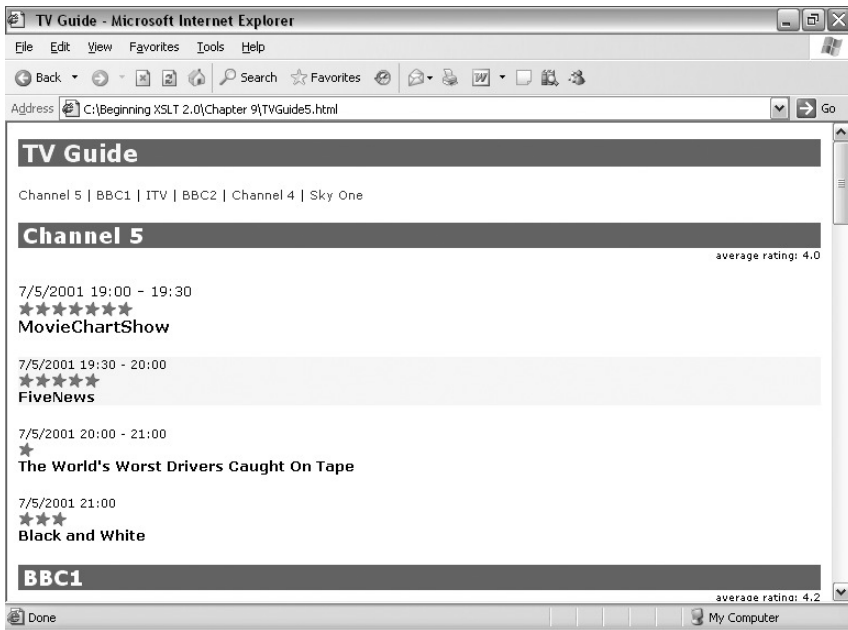 TV Guide - Microsoft Internet Explorer
File Edit View Favorites Tools Help
Back Search Favorites
Address C:\Beginning XSLT 2.0\Chapter 9\TVGuide5.html Go
TV Guide
Channel 5 | BBC1 | ITV | BBC2 | Channel 4 | Sky One
Channel 5
average rating: 4.0
7/5/2001 19:00 - 19:30
MovieChartShow
7/5/2001 19:30 - 20:00
FiveNews
7/5/2001 20:00 - 21:00
The World's Worst Drivers Caught On Tape
7/5/2001 21:00
Black and White
BBC1
average rating: 4.2
Done My Computer